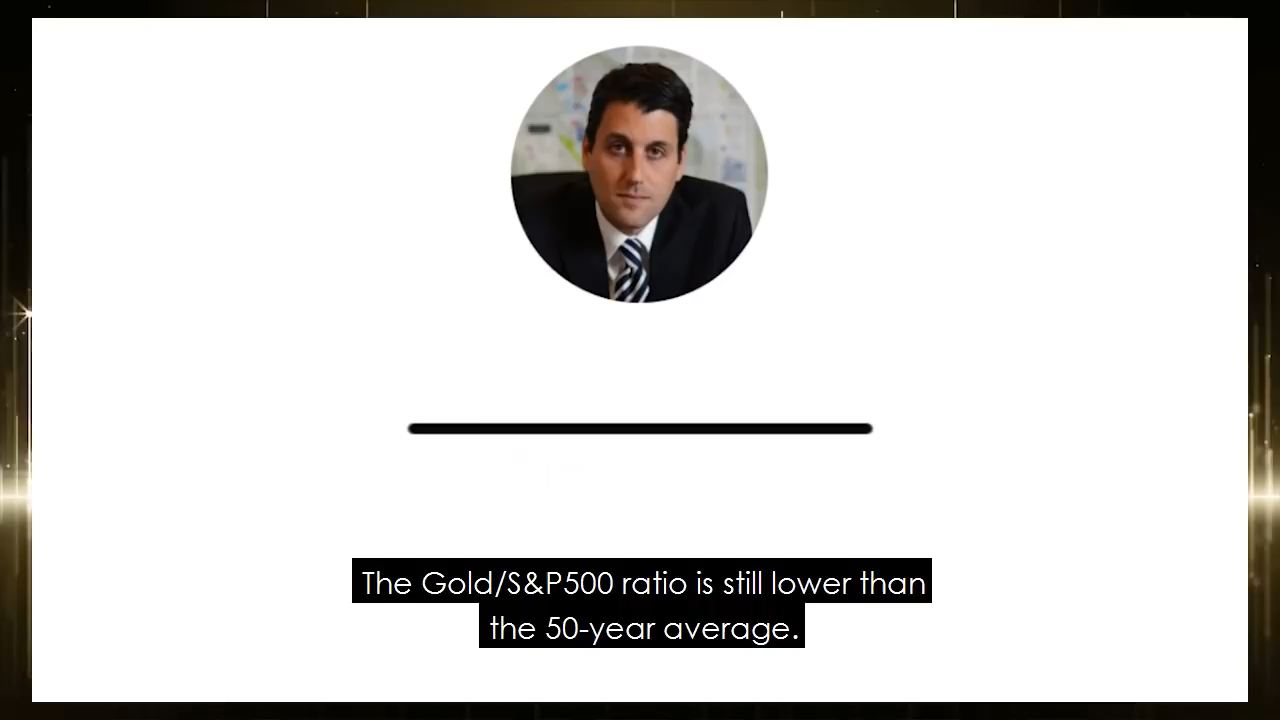 The Gold/S&P500 ratio is still lower than
the 50-year average.